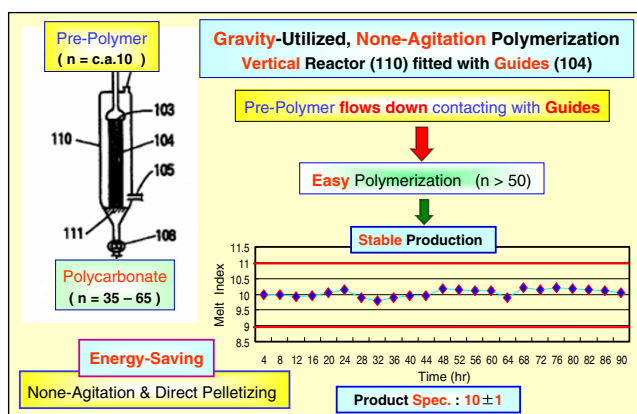 Pre-Polymer
( n = c.a.10 )
Gravity-Utilized, None-Agitation Polymerization
Vertical Reactor (110) fitted with Guides (104)
103
104
110
105
111
108
Polycarbonate
( n = 35 – 65)
Pre-Polymer flows down contacting with Guides
Easy Polymerization (n > 50)
Stable Production
Melt Index
11.5
11
10.5
10
9.5
9
8.5
4 8 12 16 20 24 28 32 36 40 44 48 52 56 60 64 68 72 76 80 84 86 90
Time (hr)
Energy-Saving
None-Agitation & Direct Pelletizing
Product Spec. : 10±1